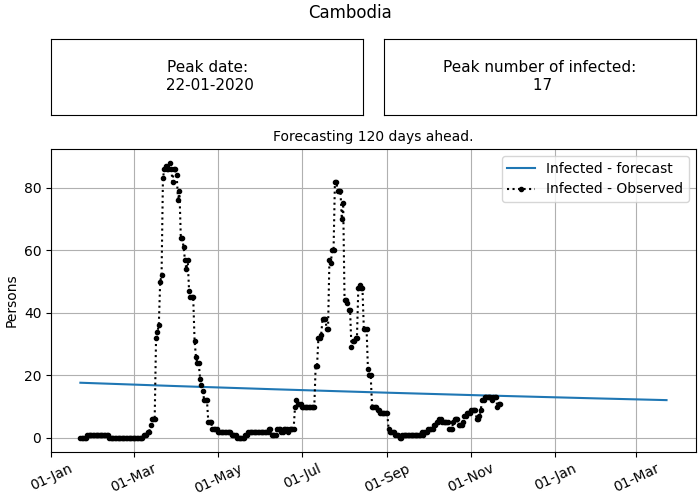 Cambodia
Peak date:
22-01-2020
Peak number of infected:
17
Forecasting 120 days ahead.
Infected - forecast
Infected - Observed
Persons
80
60
40
20
0
01-Jan
01-Mar
01-May
01-Jul
01-Sep
01-Nov
01-Jan
01-Mar